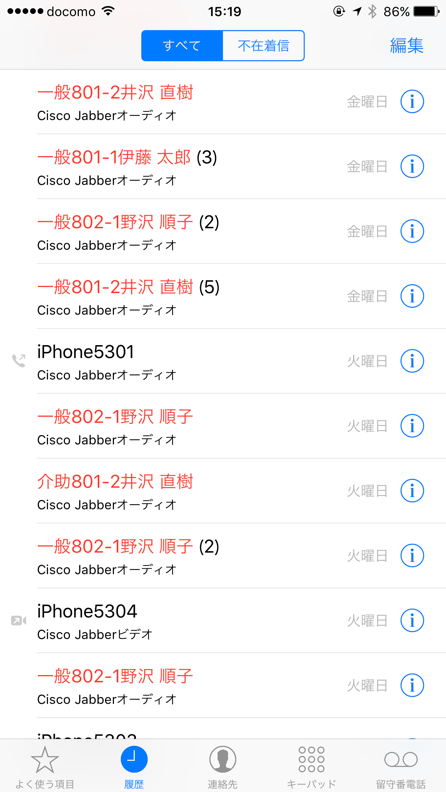 docomo 15:19 86%
すべて 不在着信 編集
一般801-2井沢 直樹
Cisco Jabberオーディオ
金曜日
一般801-1伊藤 太郎 (3)
Cisco Jabberオーディオ
金曜日
一般802-1野沢 順子 (2)
Cisco Jabberオーディオ
金曜日
一般801-2井沢 直樹 (5)
Cisco Jabberオーディオ
金曜日
iPhone5301
Cisco Jabberオーディオ
火曜日
一般802-1野沢 順子
Cisco Jabberオーディオ
火曜日
介助801-2井沢 直樹
Cisco Jabberオーディオ
火曜日
一般802-1野沢 順子 (2)
Cisco Jabberオーディオ
火曜日
iPhone5304
Cisco Jabberビデオ
火曜日
一般802-1野沢 順子
Cisco Jabberオーディオ
火曜日
よく使う項目 履歴 連絡先 キーパッド 留守番電話